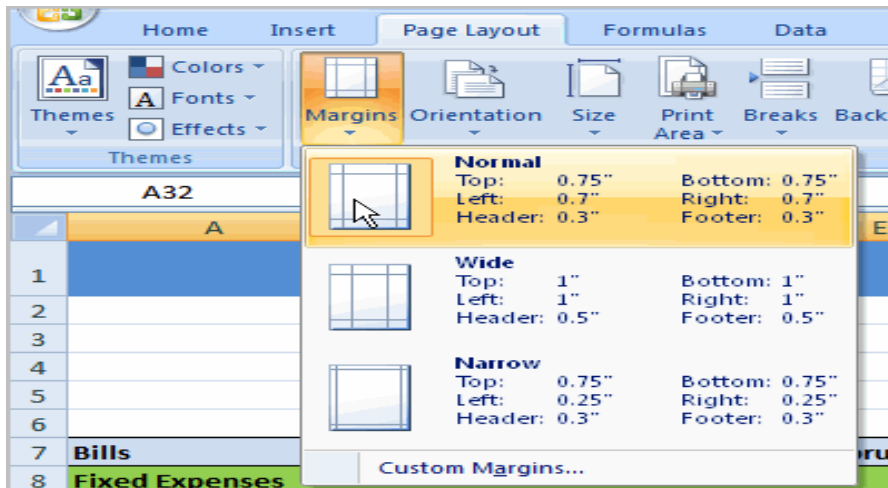 Home Insert Page Layout Formulas Data
Aa Colors
A Fonts
Effects
Themes
Margins Orientation Size Print Area Breaks
Themes
A32
Normal
Top: 0.75" Bottom: 0.75"
Left: 0.7" Right: 0.7"
Header: 0.3" Footer: 0.3"
A E
Wide
Top: 1" Bottom: 1"
Left: 1" Right: 1"
Header: 0.5" Footer: 0.5"
Narrow
Top: 0.75" Bottom: 0.75"
Left: 0.25" Right: 0.25"
Header: 0.3" Footer: 0.3"
Custom Margins...
1
2
3
4
5
6
7 Bills
8 Fixed Expenses